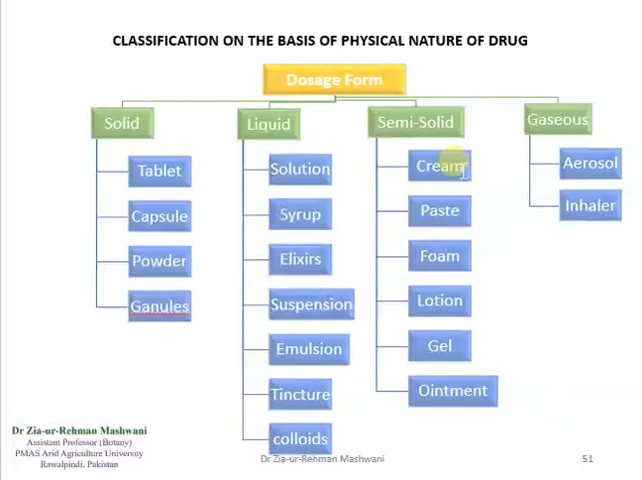 CLASSIFICATION ON THE BASIS OF PHYSICAL NATURE OF DRUG
Dosage Form
Solid
Tablet
Capsule
Powder
Ganules
Liquid
Solution
Syrup
Elixirs
Suspension
Emulsion
Tincture
colloids
Semi-Solid
Cream
Paste
Foam
Lotion
Gel
Ointment
Gaseous
Aerosol
Inhaler
Dr Zia-ur-Rehman Mashwani
Assistant Professor (Botany)
PMAS Arid Agriculture University
Rawalpindi, Pakistan
Dr Zia-ur-Rehman Mashwani
51